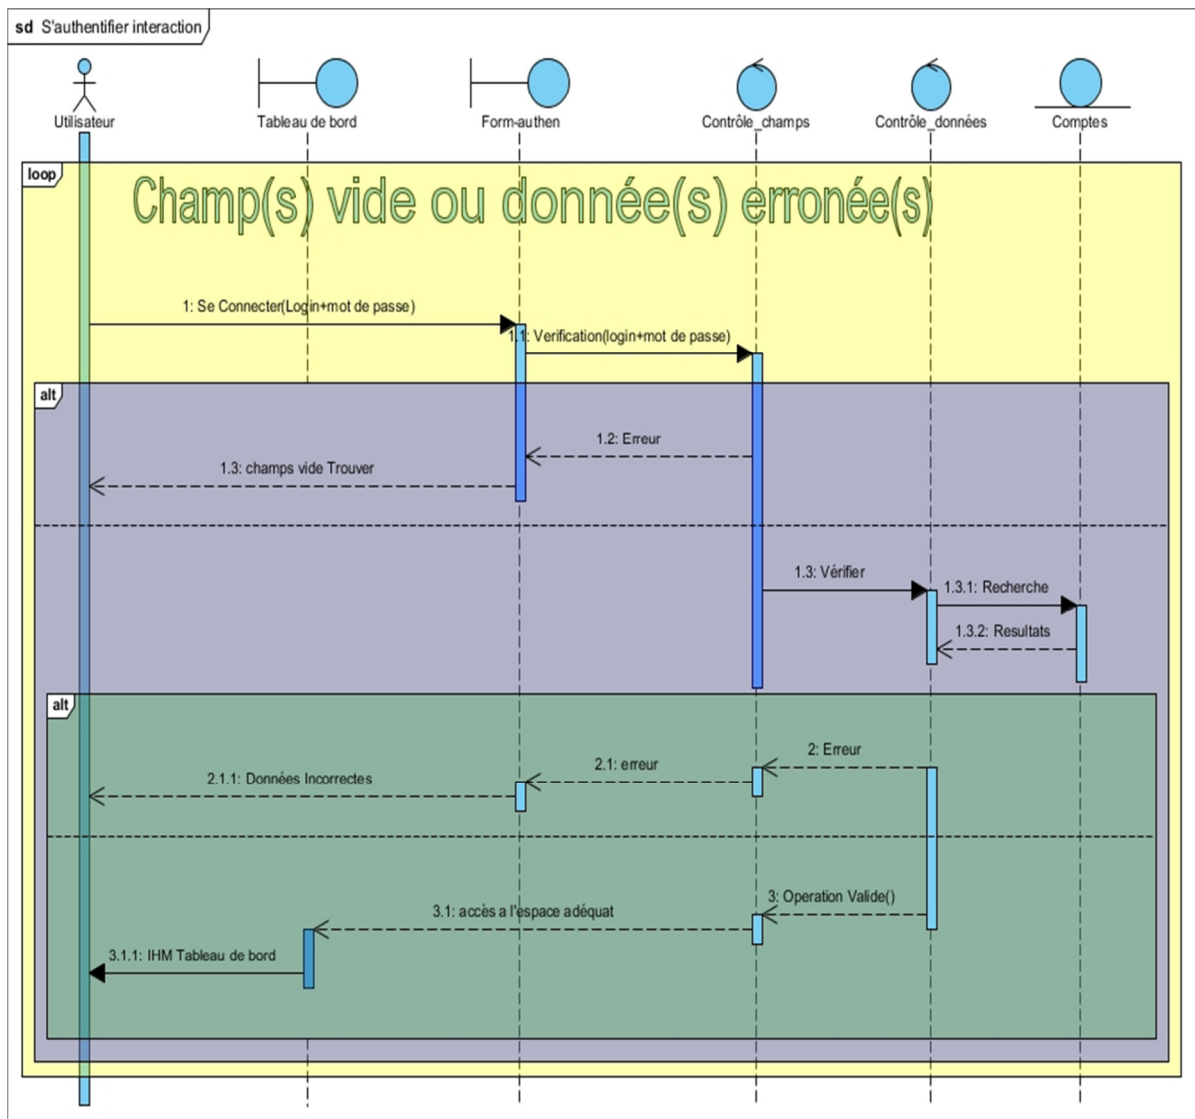 sd S'authentifier interaction
Utilisateur
Tableau de bord
Form-authen
Contrôle_champs
Contrôle_données
Comptes
loop
Champ(s) vide ou donnée(s) erronée(s)
1: Se Connecter(Login+mot de passe)
1.1: Verification(login+mot de passe)
alt
1.2: Erreur
1.3: champs vide Trouver
1.3: Vérifier
1.3.1: Recherche
1.3.2: Resultats
alt
2: Erreur
2.1: erreur
2.1.1: Données Incorrectes
3: Operation Valide()
3.1: accès a l'espace adéquat
3.1.1: IHM Tableau de bord